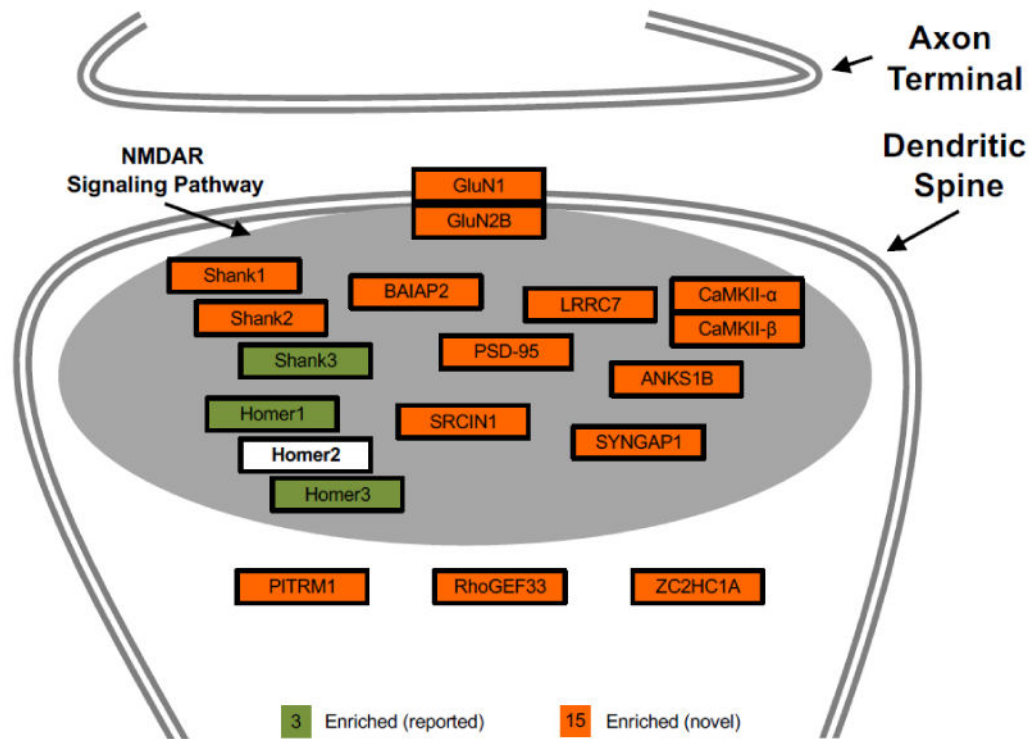 Axon
Terminal
Dendritic
Spine
NMDAR
Signaling Pathway
GluN1
GluN2B
Shank1
BAIAP2
LRRC7
CaMKII-α
Shank2
CaMKII-β
Shank3
PSD-95
ANKS1B
Homer1
SRCIN1
SYNGAP1
Homer2
Homer3
PITRM1
RhoGEF33
ZC2HC1A
3 Enriched (reported)
15 Enriched (novel)